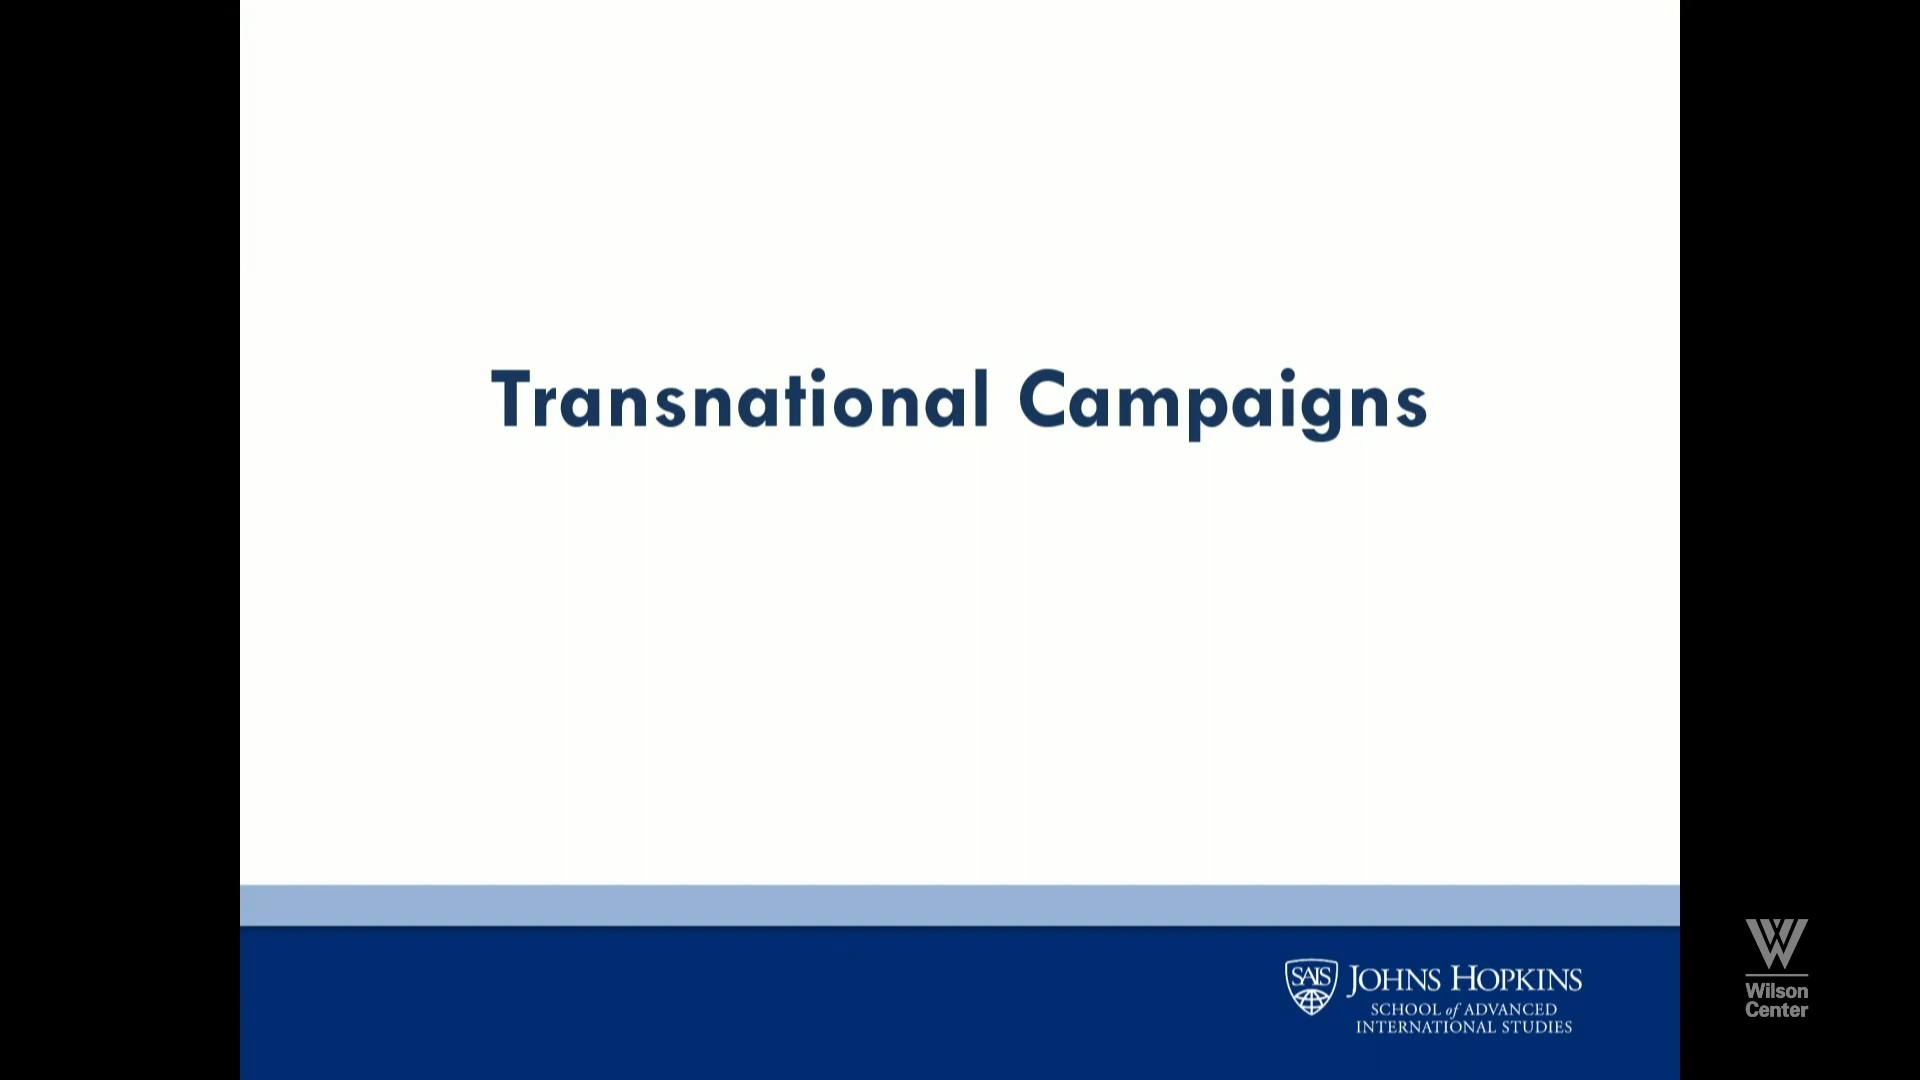 Transnational Campaigns
SAIS
JOHNS HOPKINS
SCHOOL of ADVANCED
INTERNATIONAL STUDIES
W
Wilson
Center